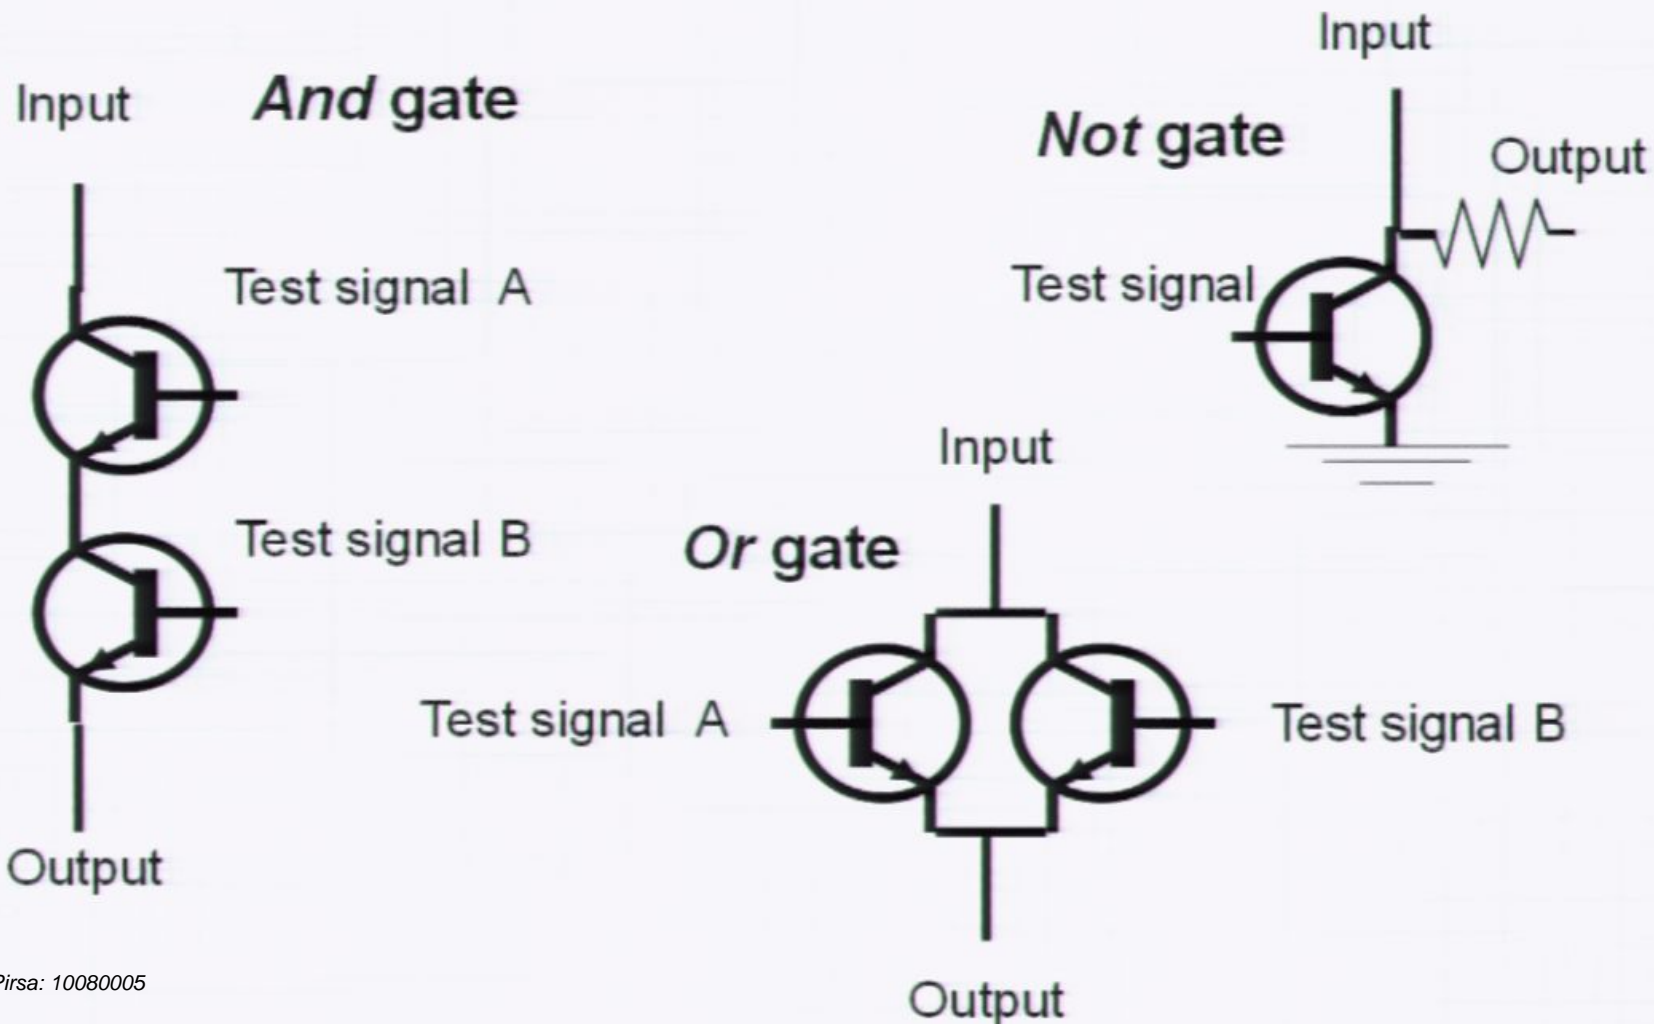 Input
And gate
Test signal A
Test signal B
Output
Input
Not gate
Output
Test signal
Input
Or gate
Test signal A
Test signal B
Output
Pirsa: 10080005